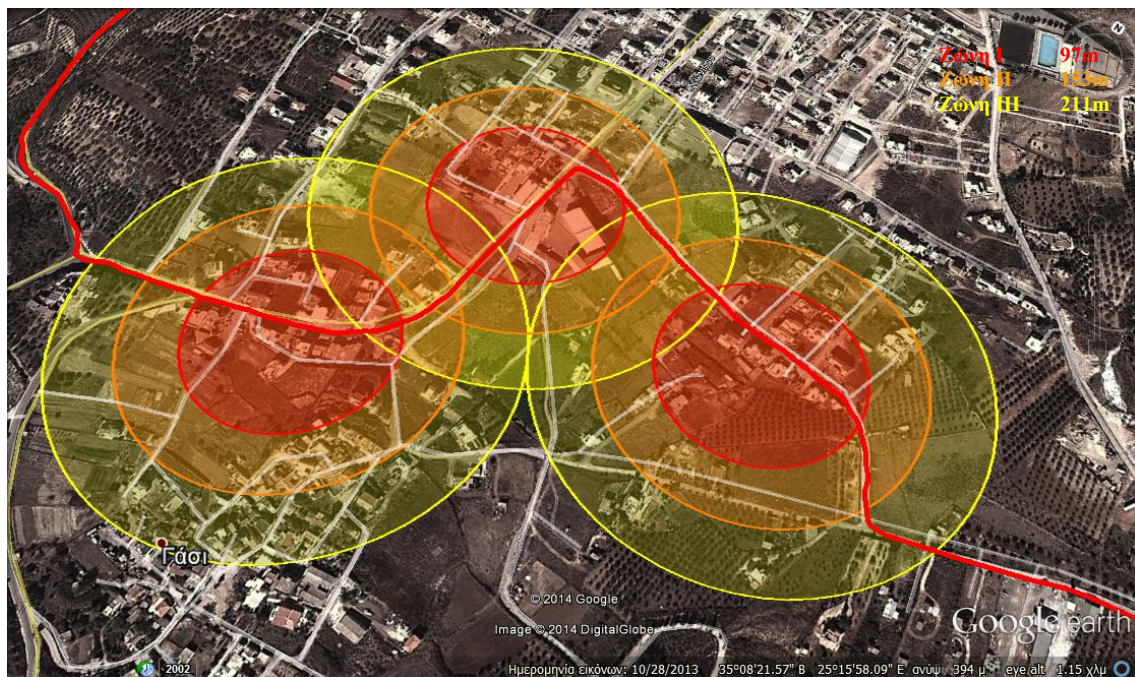 Ζώνη I 97m
Ζώνη II 153m
Ζώνη III 211m
Γάσι
© 2014 Google
Image © 2014 DigitalGlobe
Google earth
2002
Ημερομηνία εικόνων: 10/28/2013 35°08'21.57" Β 25°15'58.09" Ε ανύψ 394 μ eye alt 1.15 χλμ